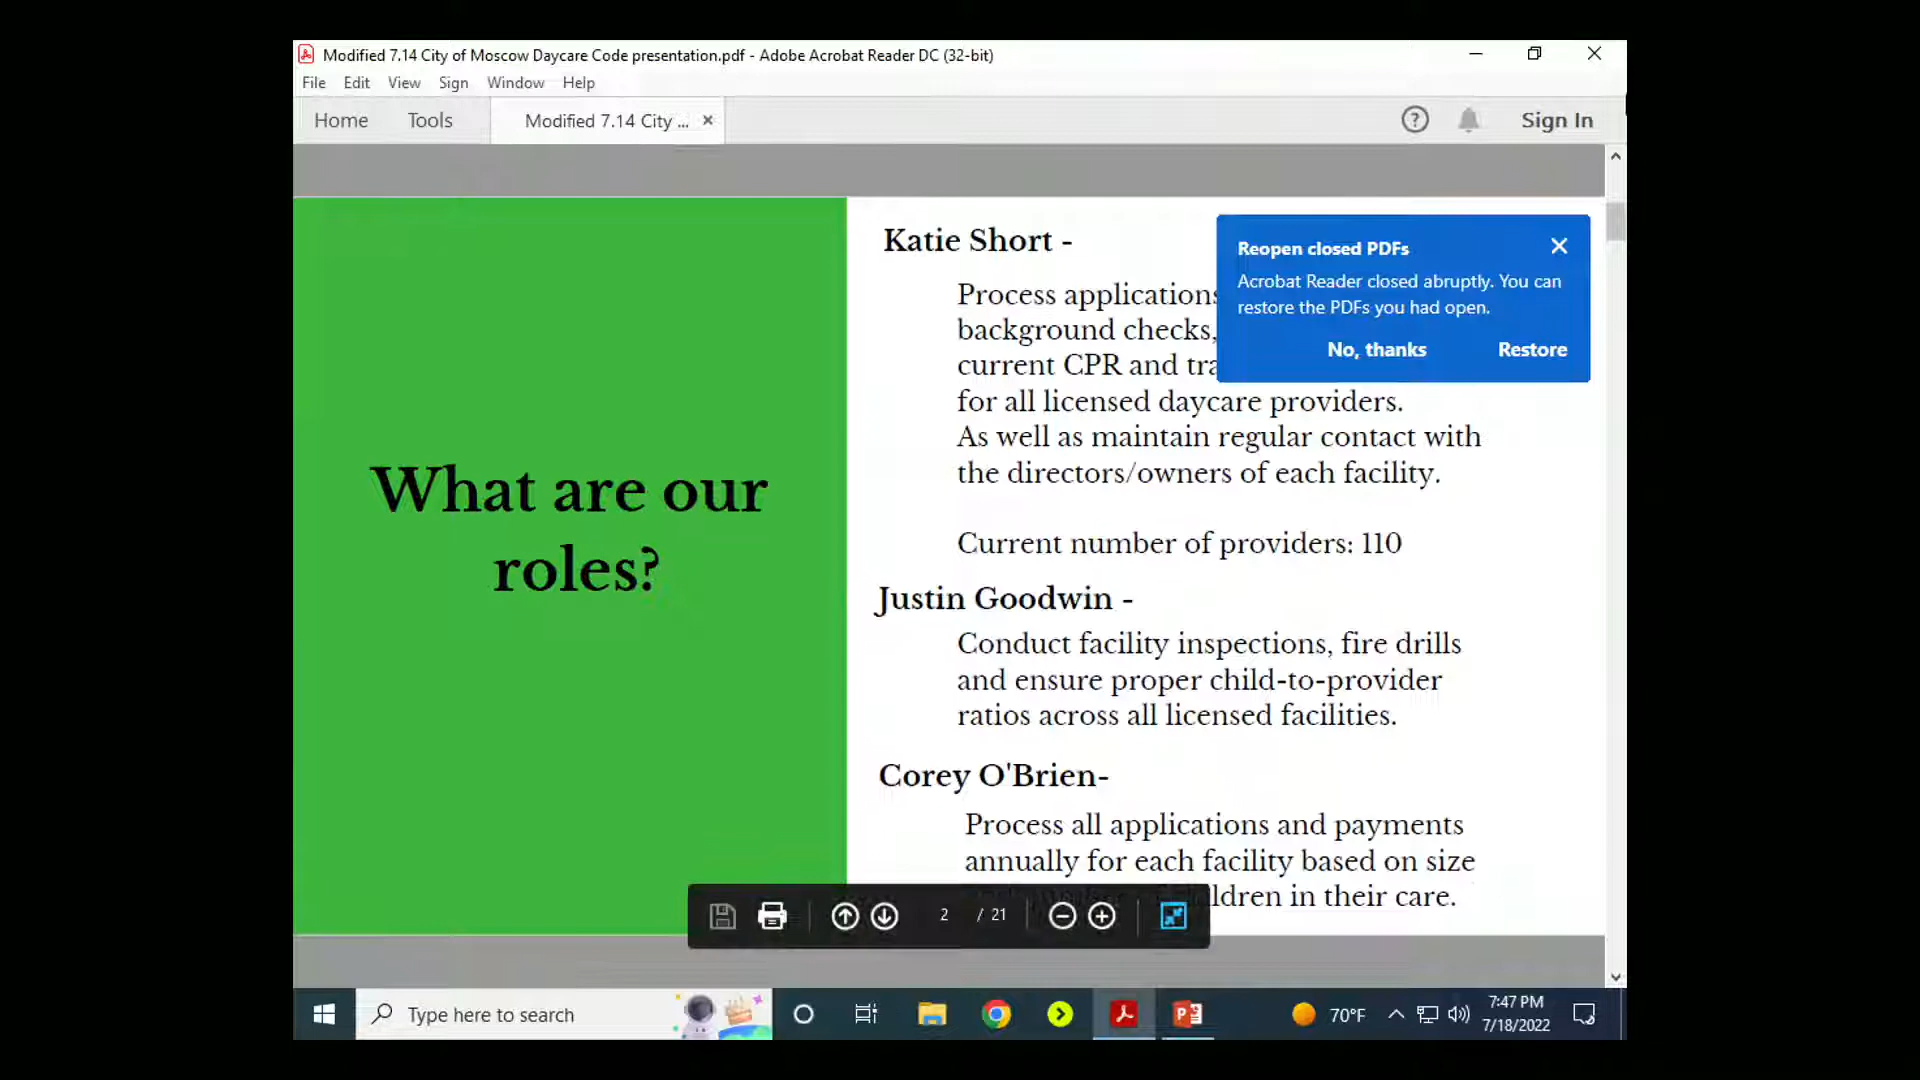 Modified 7.14 City of Moscow Daycare Code presentation.pdf - Adobe Acrobat Reader DC (32-bit)
File Edit View Sign Window Help
Home Tools Modified 7.14 City ... Sign In
What are our
roles?
Katie Short -
Process applications
background checks,
current CPR and tra
for all licensed daycare providers.
As well as maintain regular contact with
the directors/owners of each facility.
Current number of providers: 110
Reopen closed PDFs
Acrobat Reader closed abruptly. You can
restore the PDFs you had open.
No, thanks Restore
Justin Goodwin -
Conduct facility inspections, fire drills
and ensure proper child-to-provider
ratios across all licensed facilities.
Corey O'Brien-
Process all applications and payments
annually for each facility based on size
ldren in their care.
2 / 21
Type here to search
70°F
7:47 PM
7/18/2022